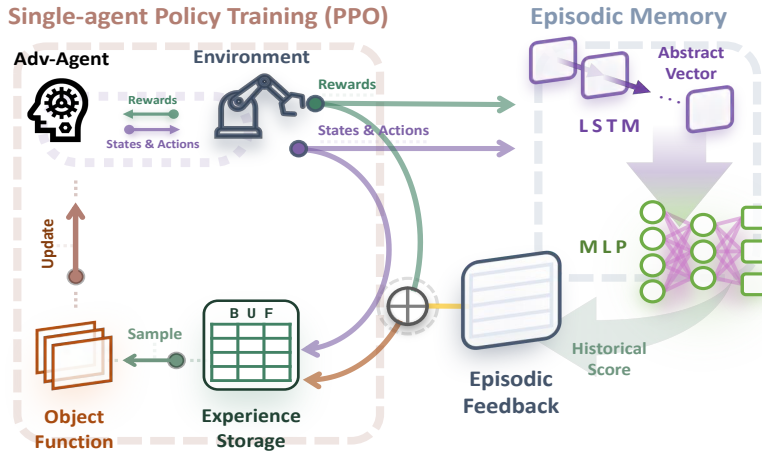 Single-agent Policy Training (PPO)
Episodic Memory
Adv-Agent
Environment
Rewards
States & Actions
Rewards
States & Actions
Abstract
Vector
LSTM
MLP
Update
Sample
BUF
Object
Function
Experience
Storage
Episodic
Feedback
Historical
Score